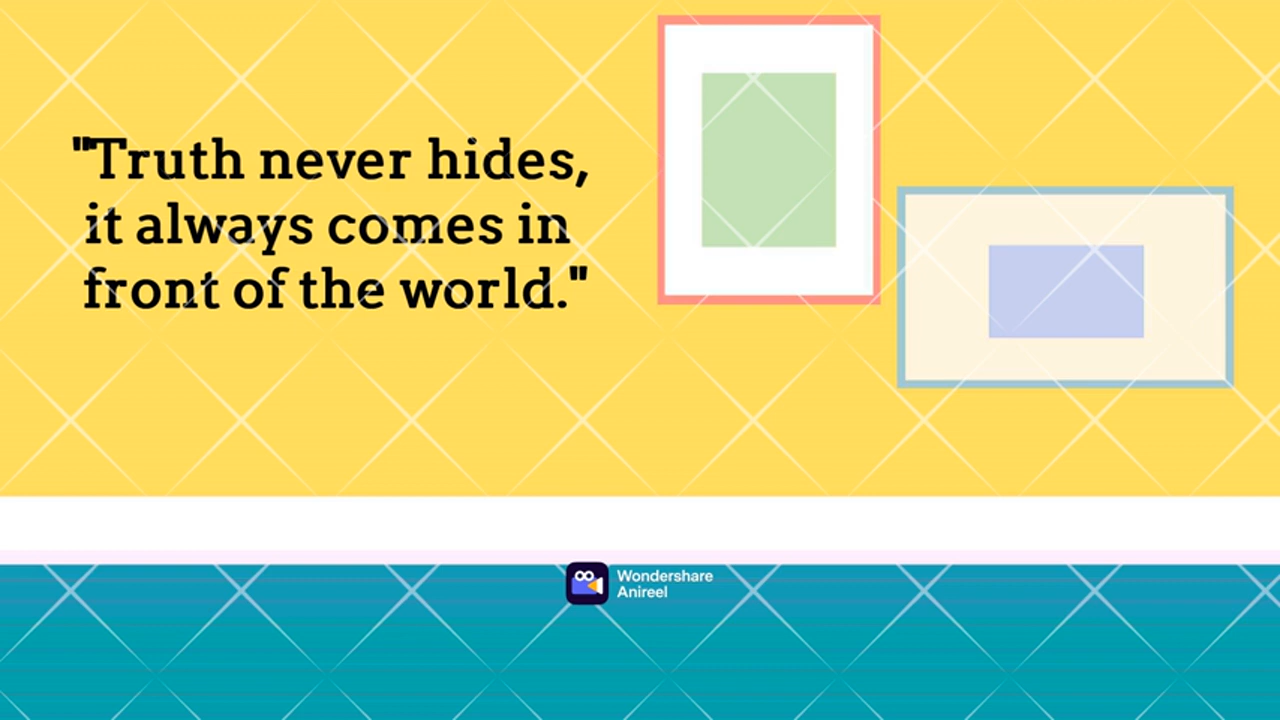 "Truth never hides,
it always comes in
front of the world."
Wondershare
Anireel